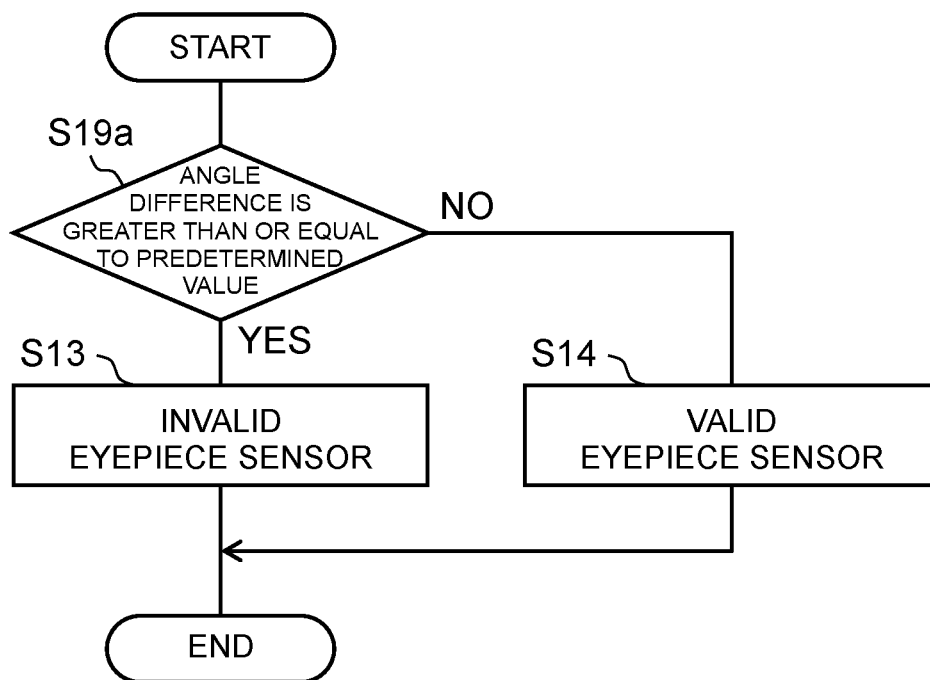 START
S19a
ANGLE
DIFFERENCE IS
GREATER THAN OR EQUAL
TO PREDETERMINED
VALUE
NO
YES
S13
INVALID
EYEPIECE SENSOR
S14
VALID
EYEPIECE SENSOR
END